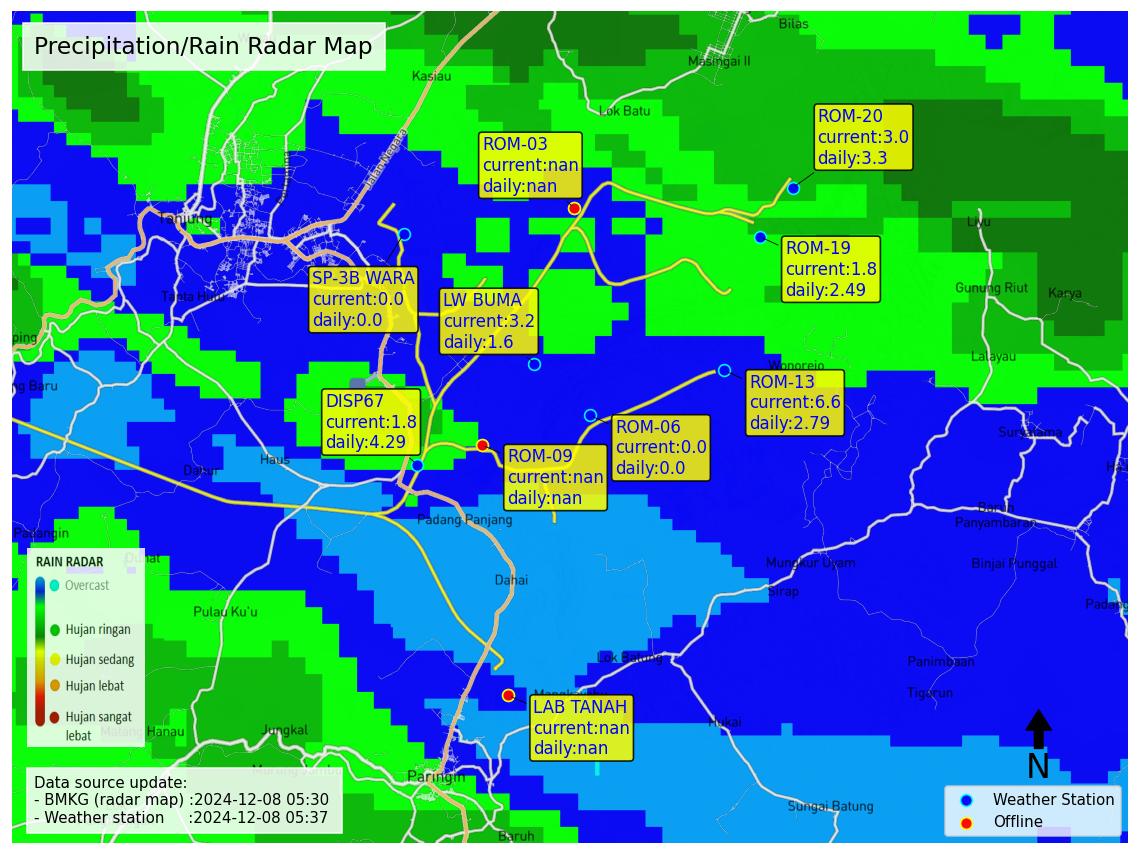 Precipitation/Rain Radar Map
Bilas
Masingai II
Kasiau
Lok Batu
Jalan Negara
ROM-20
current:3.0
daily:3.3
ROM-03
current:nan
daily:nan
Tanjung
Liyu
ROM-19
current:1.8
daily:2.49
SP-3B WARA
current:0.0
daily:0.0
LW BUMA
current:3.2
daily:1.6
Gunung Riut
Karya
ping
Lalayau
Wonorejo
ng Baru
ROM-13
current:6.6
daily:2.79
DISP67
current:1.8
daily:4.29
ROM-06
current:0.0
daily:0.0
Suryatama
ROM-09
current:nan
daily:nan
Haus
Dahur
Baruh
Panyambaran
Padang Panjang
Padangin
Mungkur Uyam
Binjai Punggal
RAIN RADAR
Overcast
Hujan ringan
Hujan sedang
Hujan lebat
Hujan sangat
lebat
Dahai
Sirap
Padang
Pulau Ku`u
Lok Batung
Panimbaan
Tigarun
LAB TANAH
current:nan
daily:nan
Hukai
Jungkal
N
Paringin
Data source update:
- BMKG (radar map) :2024-12-08 05:30
- Weather station :2024-12-08 05:37
Sungai Batung
Baruh
Weather Station
Offline